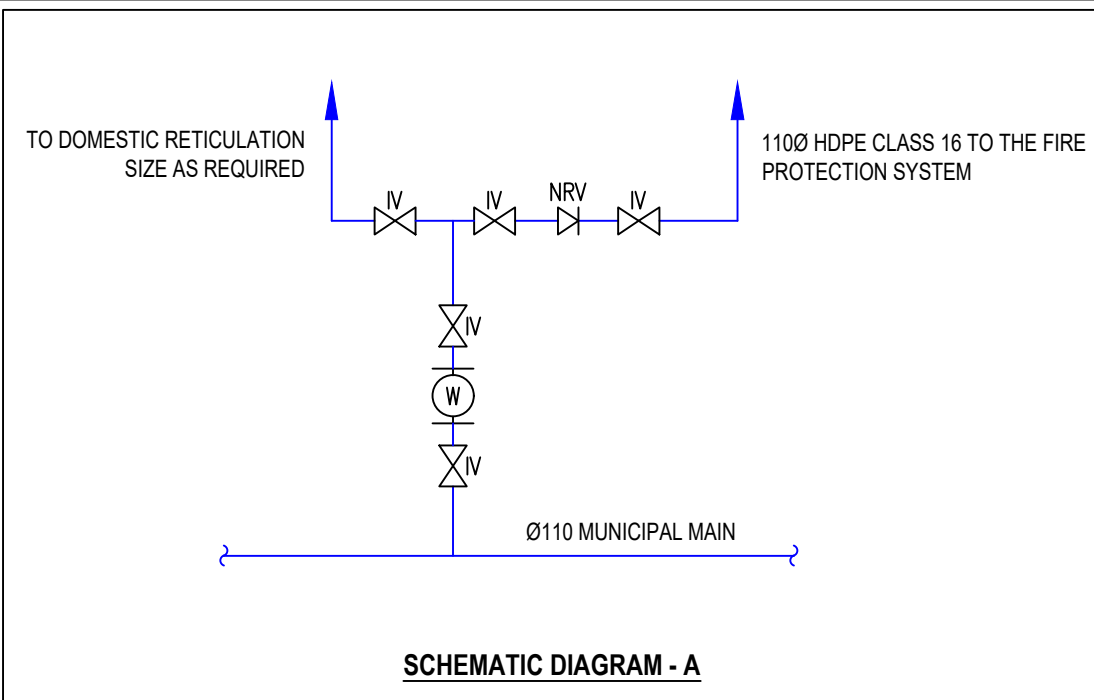 TO DOMESTIC RETICULATION
SIZE AS REQUIRED
110Ø HDPE CLASS 16 TO THE FIRE
PROTECTION SYSTEM
IV
IV
NRV
IV
IV
W
IV
Ø110 MUNICIPAL MAIN
SCHEMATIC DIAGRAM - A